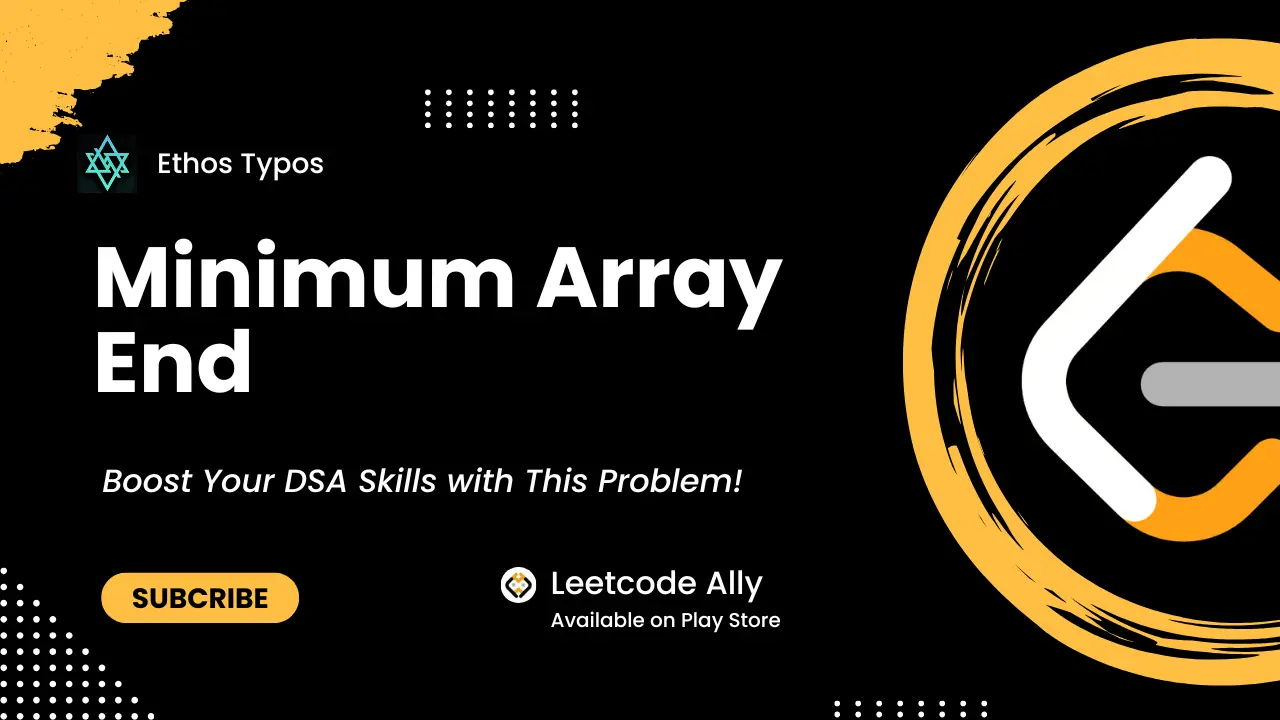 Ethos Typos
Minimum Array
End
Boost Your DSA Skills with This Problem!
SUBCRIBE
Leetcode Ally
Available on Play Store